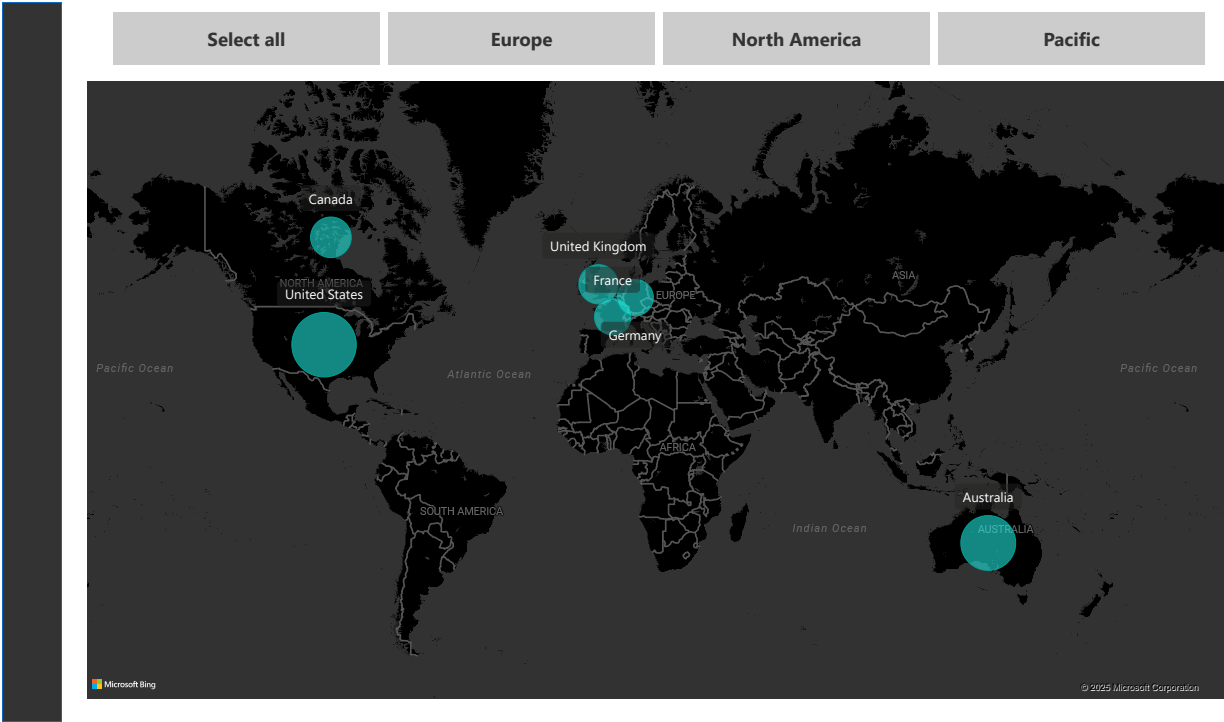 Select all
Europe
North America
Pacific
Canada
United Kingdom
ASIA
France
NORTH AMERICA
United States
EUROPE
Germany
Pacific Ocean
Atlantic Ocean
Pacific Ocean
AFRICA
Australia
SOUTH AMERICA
Indian Ocean
AUSTRALIA
Microsoft Bing
© 2025 Microsoft Corporation